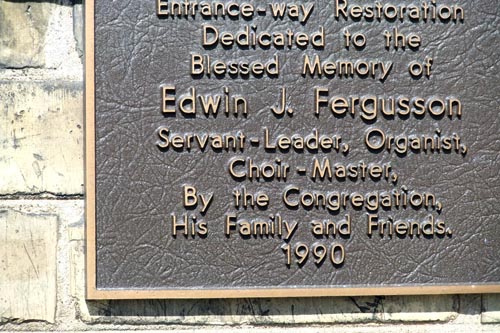 Entrance-way Restoration
Dedicated to the
Blessed Memory of
Edwin J. Fergusson
Servant-Leader, Organist,
Choir-Master,
By the Congregation,
His Family and Friends.
1990